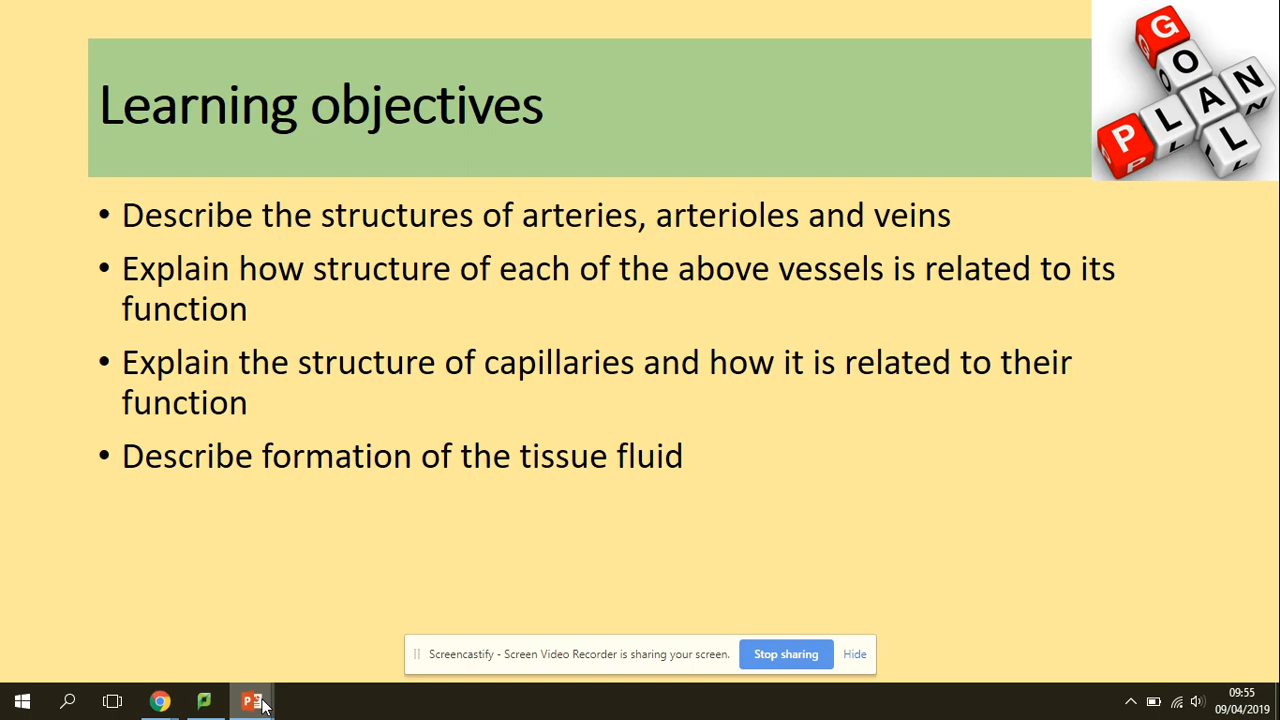 Learning objectives
GOAL
PLAN
• Describe the structures of arteries, arterioles and veins
• Explain how structure of each of the above vessels is related to its
function
• Explain the structure of capillaries and how it is related to their
function
• Describe formation of the tissue fluid
Screencastify - Screen Video Recorder is sharing your screen.
Stop sharing
Hide
09:55
09/04/2019